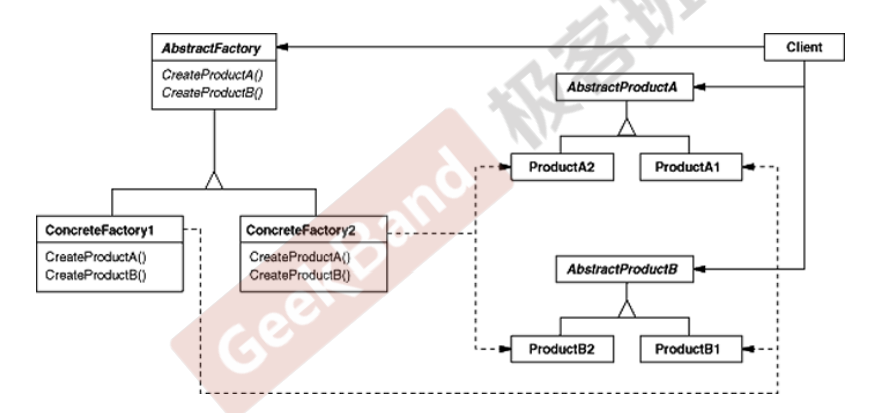 AbstractFactory
CreateProductA()
CreateProductB()
Client
AbstractProductA
ProductA2
ProductA1
ConcreteFactory1
CreateProductA()
CreateProductB()
ConcreteFactory2
CreateProductA()
CreateProductB()
AbstractProductB
ProductB2
ProductB1
GeekBand 极客班